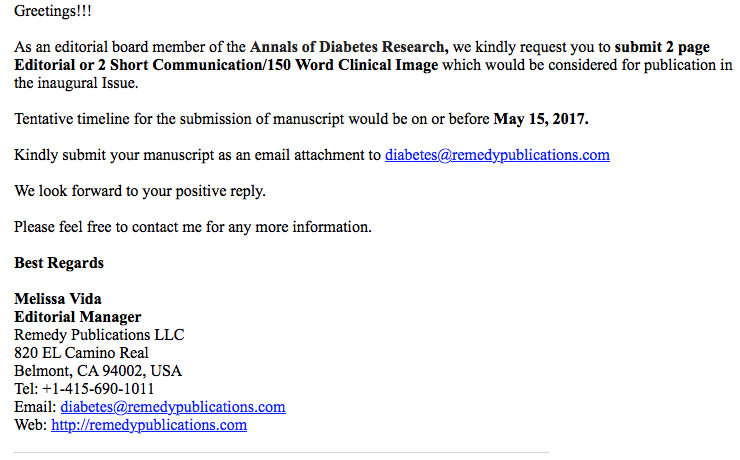 Greetings!!!
As an editorial board member of the Annals of Diabetes Research, we kindly request you to submit 2 page
Editorial or 2 Short Communication/150 Word Clinical Image which would be considered for publication in
the inaugural Issue.
Tentative timeline for the submission of manuscript would be on or before May 15, 2017.
Kindly submit your manuscript as an email attachment to diabetes@remedypublications.com
We look forward to your positive reply.
Please feel free to contact me for any more information.
Best Regards
Melissa Vida
Editorial Manager
Remedy Publications LLC
820 EL Camino Real
Belmont, CA 94002, USA
Tel: +1-415-690-1011
Email: diabetes@remedypublications.com
Web: http://remedypublications.com